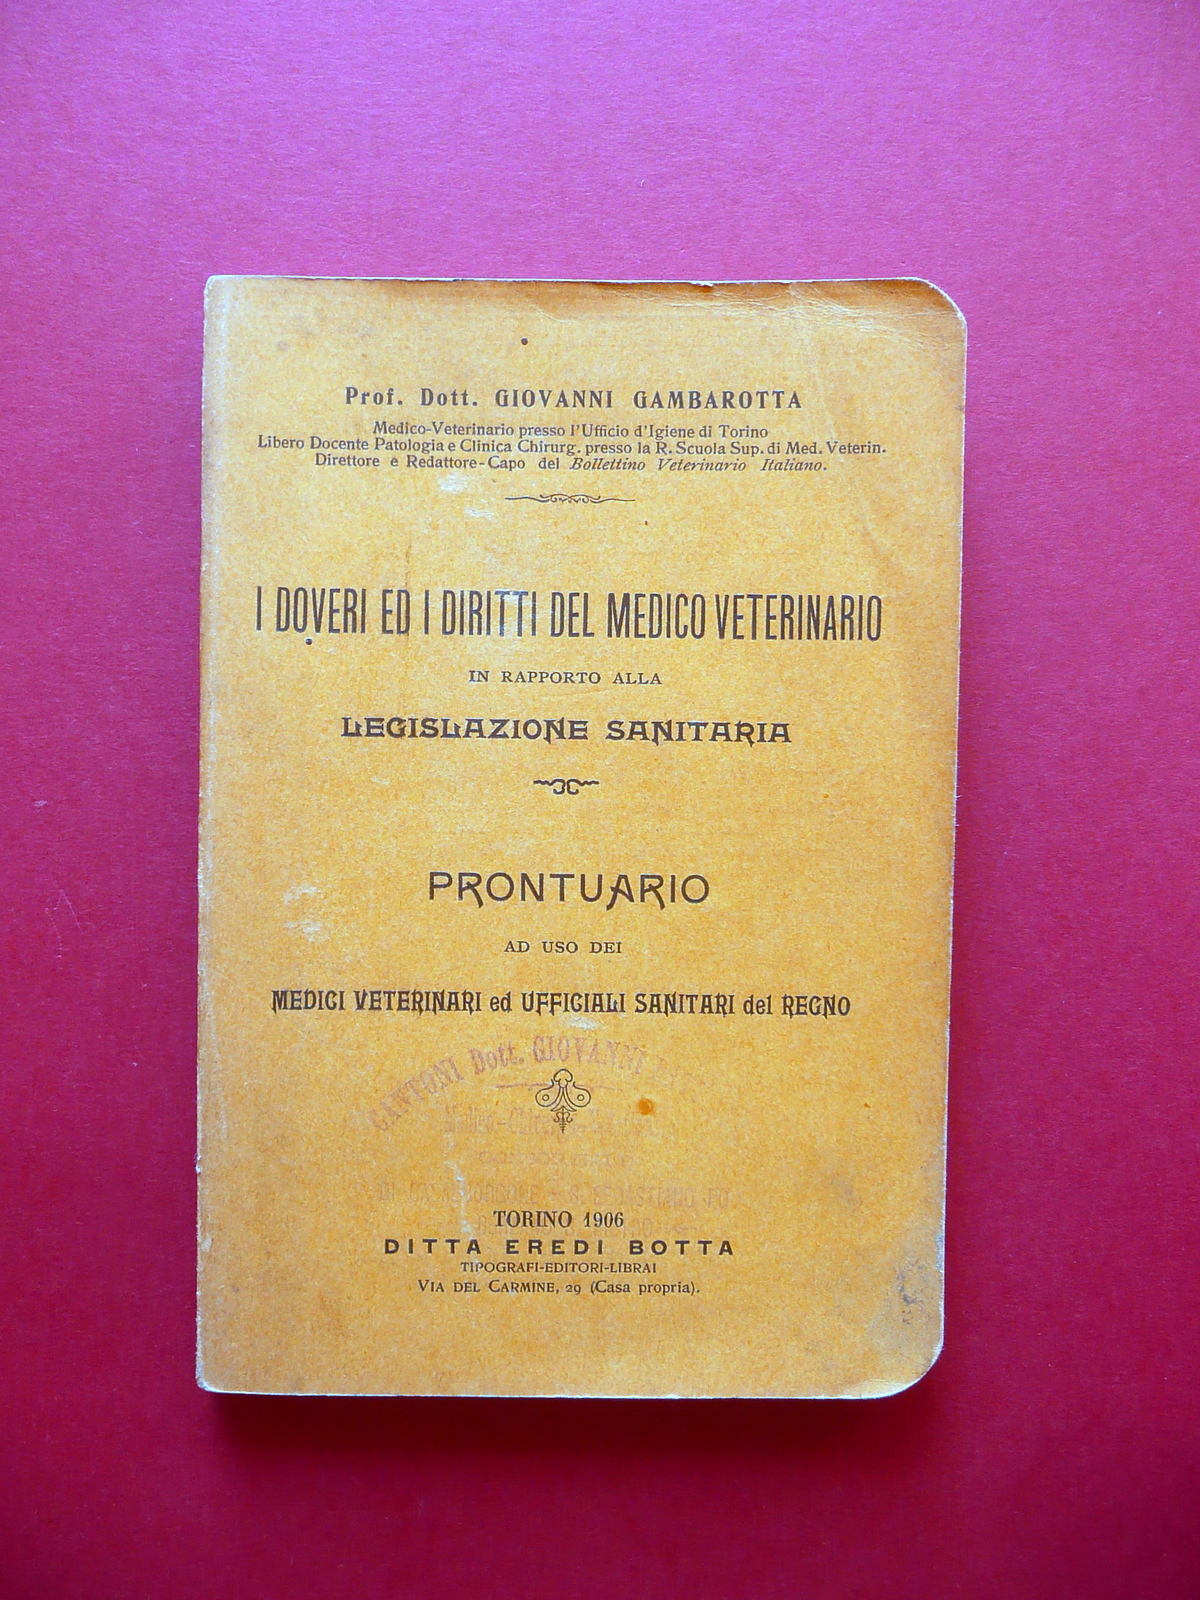 Prof. Dott. GIOVANNI GAMBAROTTA
Medico-Veterinario presso l'Ufficio d'Igiene di Torino
Libero Docente Patologia e Clinica Chirurg. presso la R. Scuola Sup. di Med. Veterin.
Direttore e Redattore-Capo del Bollettino Veterinario Italiano.
I DOVERI ED I DIRITTI DEL MEDICO VETERINARIO
IN RAPPORTO ALLA
LEGISLAZIONE SANITARIA
PRONTUARIO
AD USO DEI
MEDICI VETERINARI ed UFFICIALI SANITARI del REGNO
CANTONI Dott. GIOVANNI
TORINO 1906
DITTA EREDI BOTTA
TIPOGRAFI-EDITORI-LIBRAI
VIA DEL CARMINE, 29 (Casa propria).